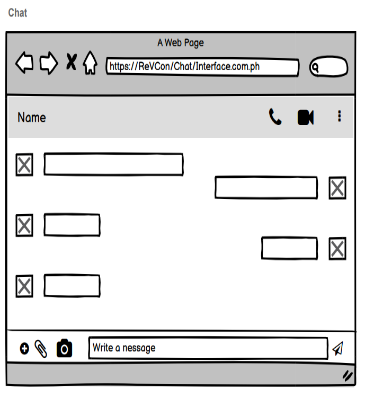 Chat
A Web Page
https://ReVCon/Chat/Interface.com.ph
Name
Write a message